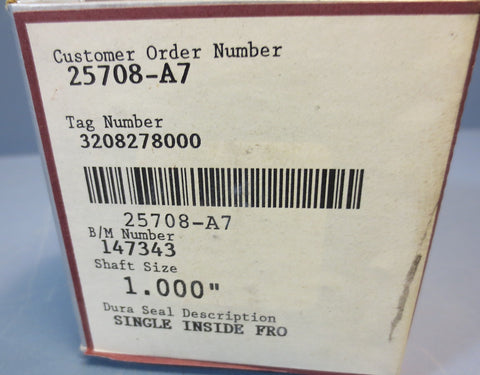 Customer Order Number
25708-A7
Tag Number
3208278000
25708-A7
B/M Number
147343
Shaft Size
1.000"
Dura Seal Description
SINGLE INSIDE FRO